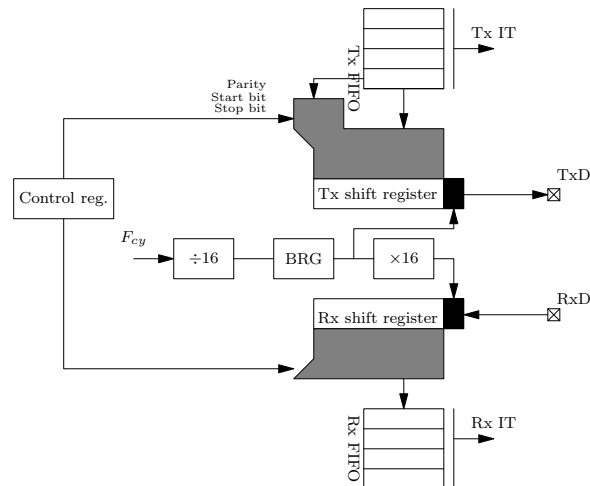 Tx IT
Tx FIFO
Parity
Start bit
Stop bit
TxD
Control reg.
Tx shift register
Fcy
÷16
BRG
×16
RxD
Rx shift register
Rx FIFO
Rx IT